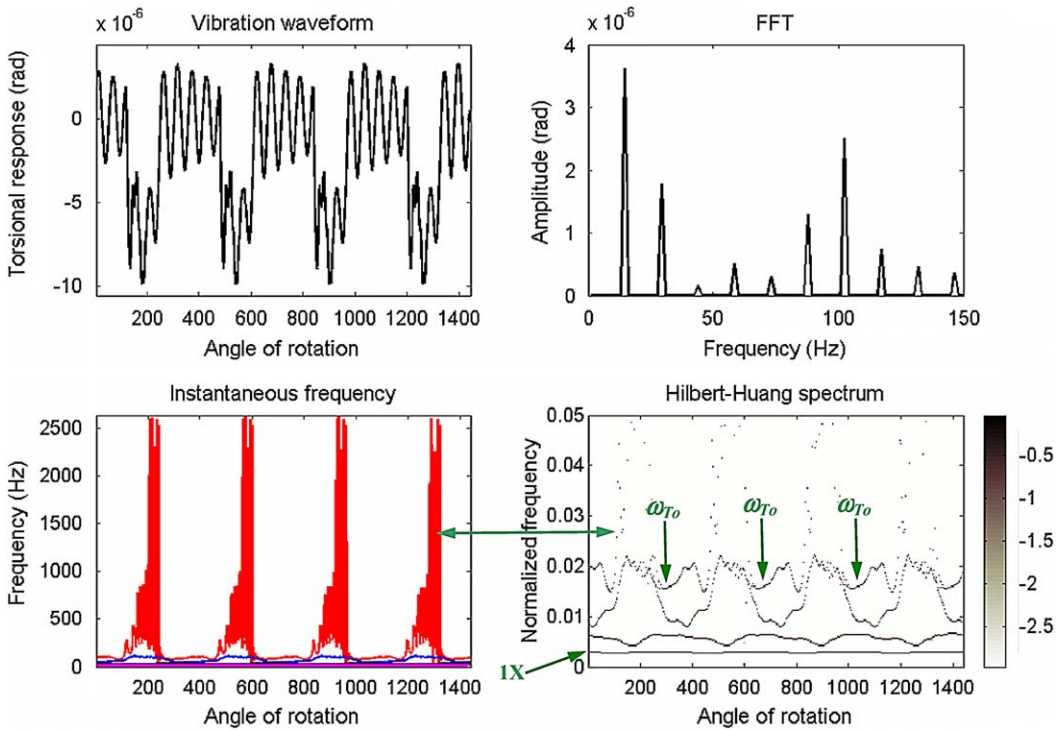 x 10⁻⁶
Vibration waveform
Torsional response (rad)
0
-5
-10
200 400 600 800 1000 1200 1400
Angle of rotation
x 10⁻⁶
FFT
Amplitude (rad)
4
3
2
1
0
0 50 100 150
Frequency (Hz)
Instantaneous frequency
Frequency (Hz)
2500
2000
1500
1000
500
0
200 400 600 800 1000 1200 1400
Angle of rotation
Hilbert-Huang spectrum
Normalized frequency
0.05
0.04
0.03
0.02
0.01
0
ωTo ωTo ωTo
1X
200 400 600 800 1000 1200 1400
Angle of rotation
-0.5
-1
-1.5
-2
-2.5